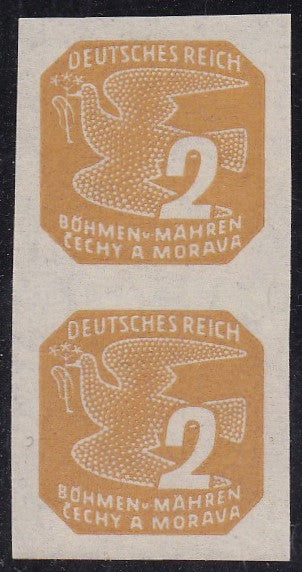 DEUTSCHES REICH
2
BÖHMEN u MÄHREN
ČECHY A MORAVA
DEUTSCHES REICH
2
BÖHMEN u MÄHREN
ČECHY A MORAVA